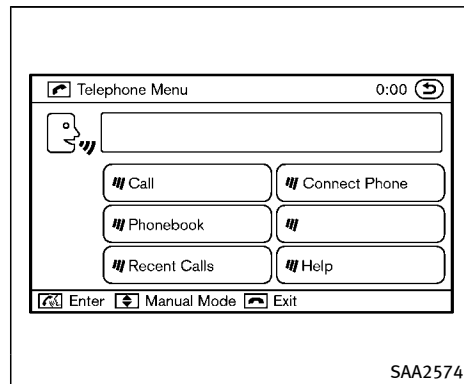 Telephone Menu 0:00
Call
Connect Phone
Phonebook
Recent Calls
Help
Enter Manual Mode Exit
SAA2574